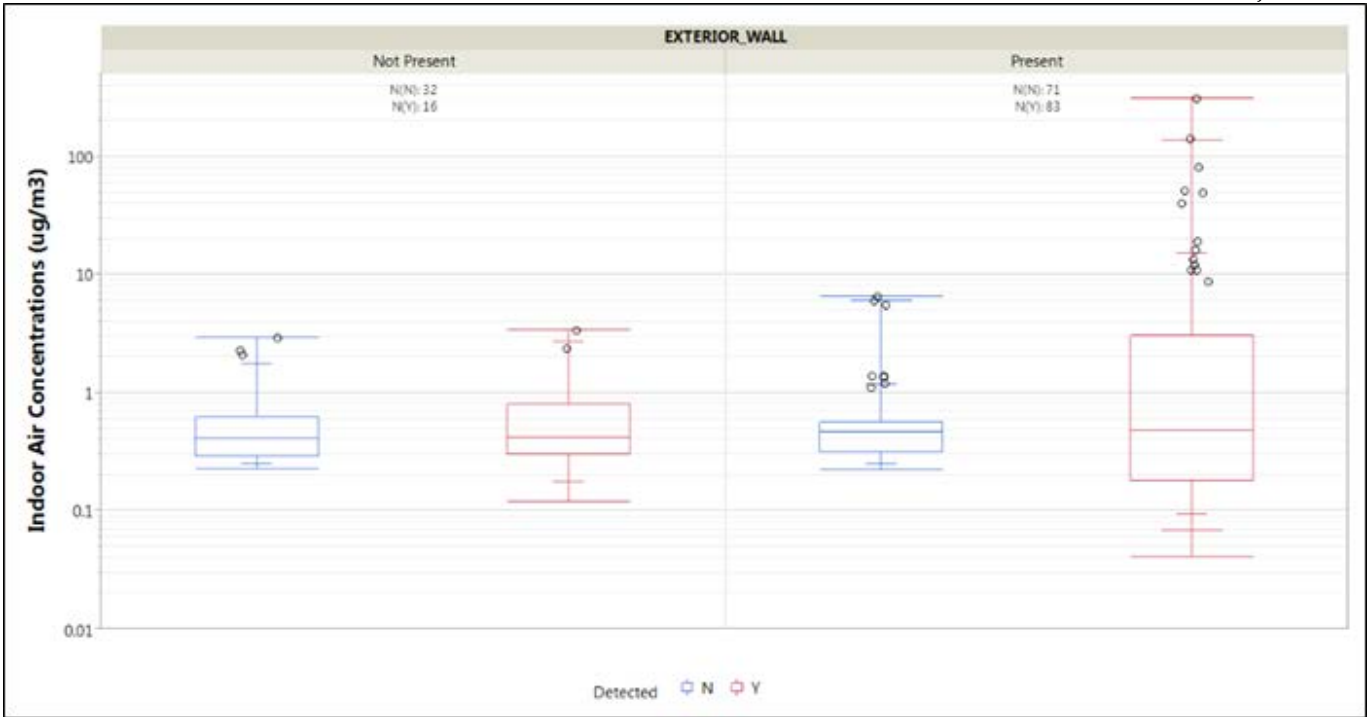 EXTERIOR_WALL
Not Present
Present
N(N): 32
N(Y): 16
N(N): 71
N(Y): 83
Indoor Air Concentrations (ug/m3)
100
10
1
0.1
0.01
Detected N Y